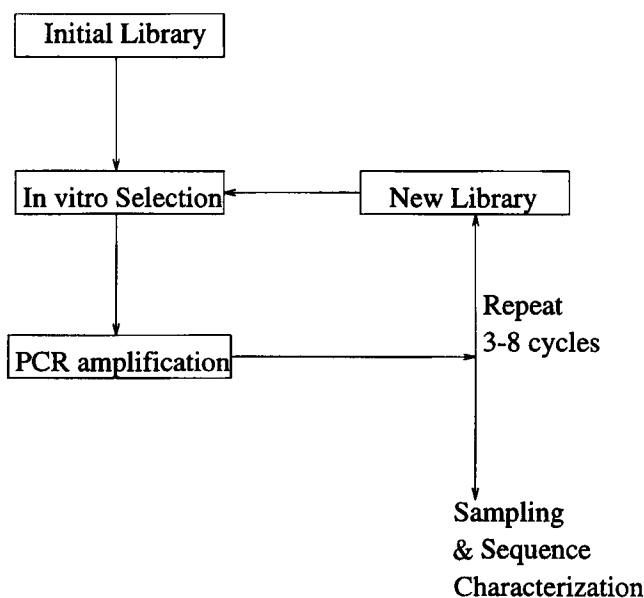 Initial Library
In vitro Selection
New Library
Repeat
3-8 cycles
PCR amplification
Sampling
& Sequence
Characterization